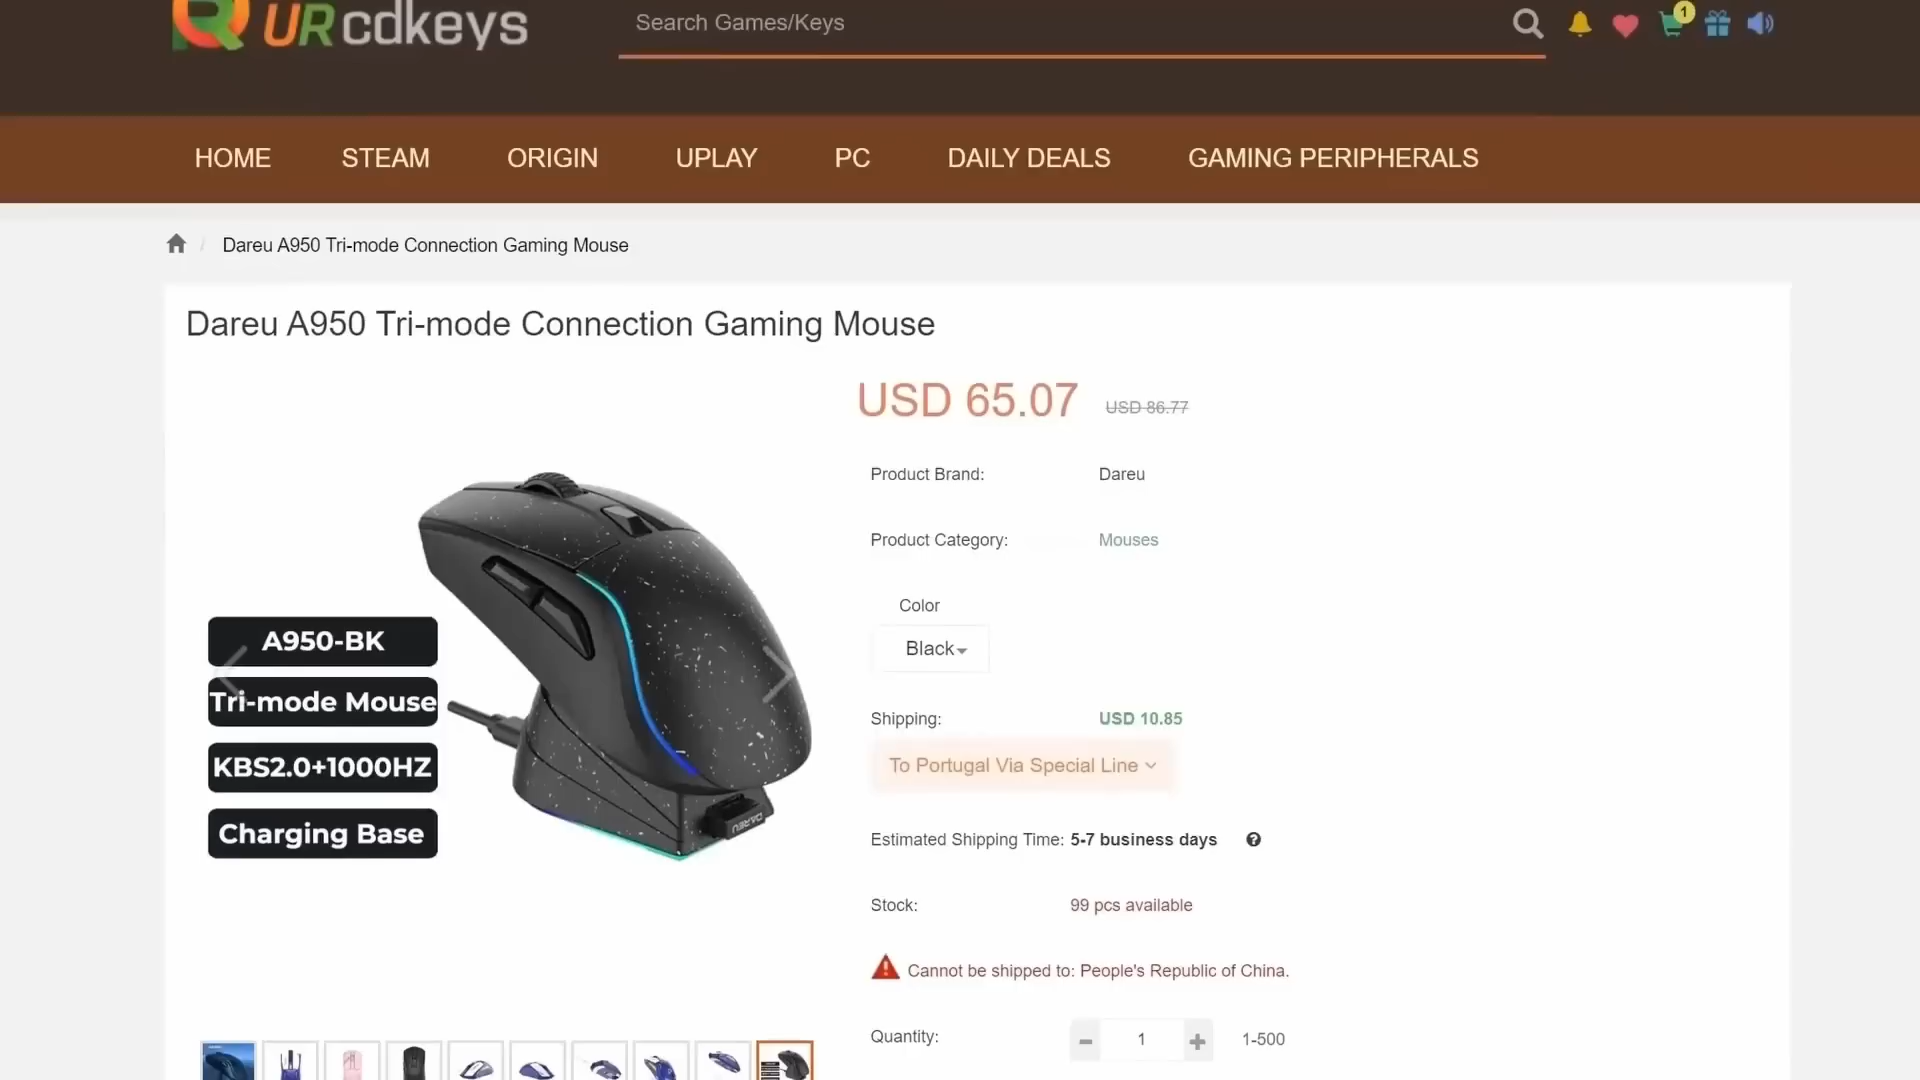 URcdkeys
Search Games/Keys
1
HOME STEAM ORIGIN UPLAY PC DAILY DEALS GAMING PERIPHERALS
/ Dareu A950 Tri-mode Connection Gaming Mouse
Dareu A950 Tri-mode Connection Gaming Mouse
USD 65.07 USD 86.77
Product Brand: Dareu
Product Category: Mouses
Color
Black
A950-BK
Tri-mode Mouse
KBS2.0+1000HZ
Charging Base
DAREU
Shipping: USD 10.85
To Portugal Via Special Line
Estimated Shipping Time: 5-7 business days ?
Stock: 99 pcs available
Cannot be shipped to: People's Republic of China.
Quantity: - 1 + 1-500